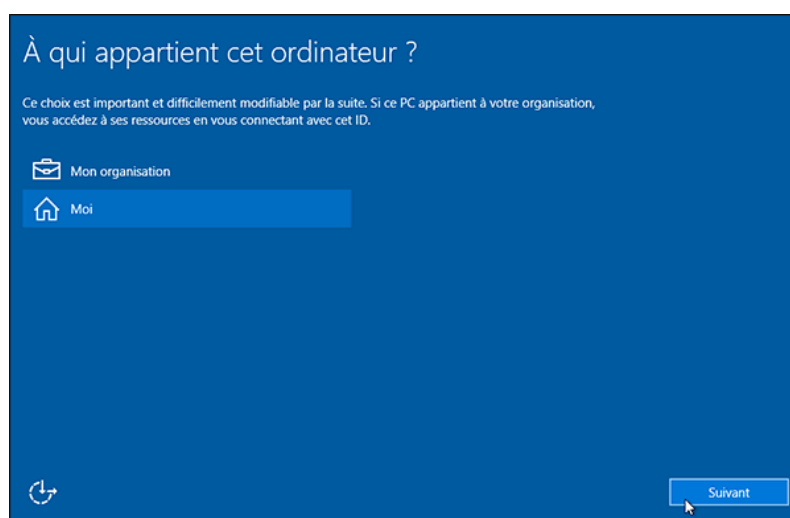 À qui appartient cet ordinateur ?
Ce choix est important et difficilement modifiable par la suite. Si ce PC appartient à votre organisation,
vous accédez à ses ressources en vous connectant avec cet ID.
Mon organisation
Moi
Suivant